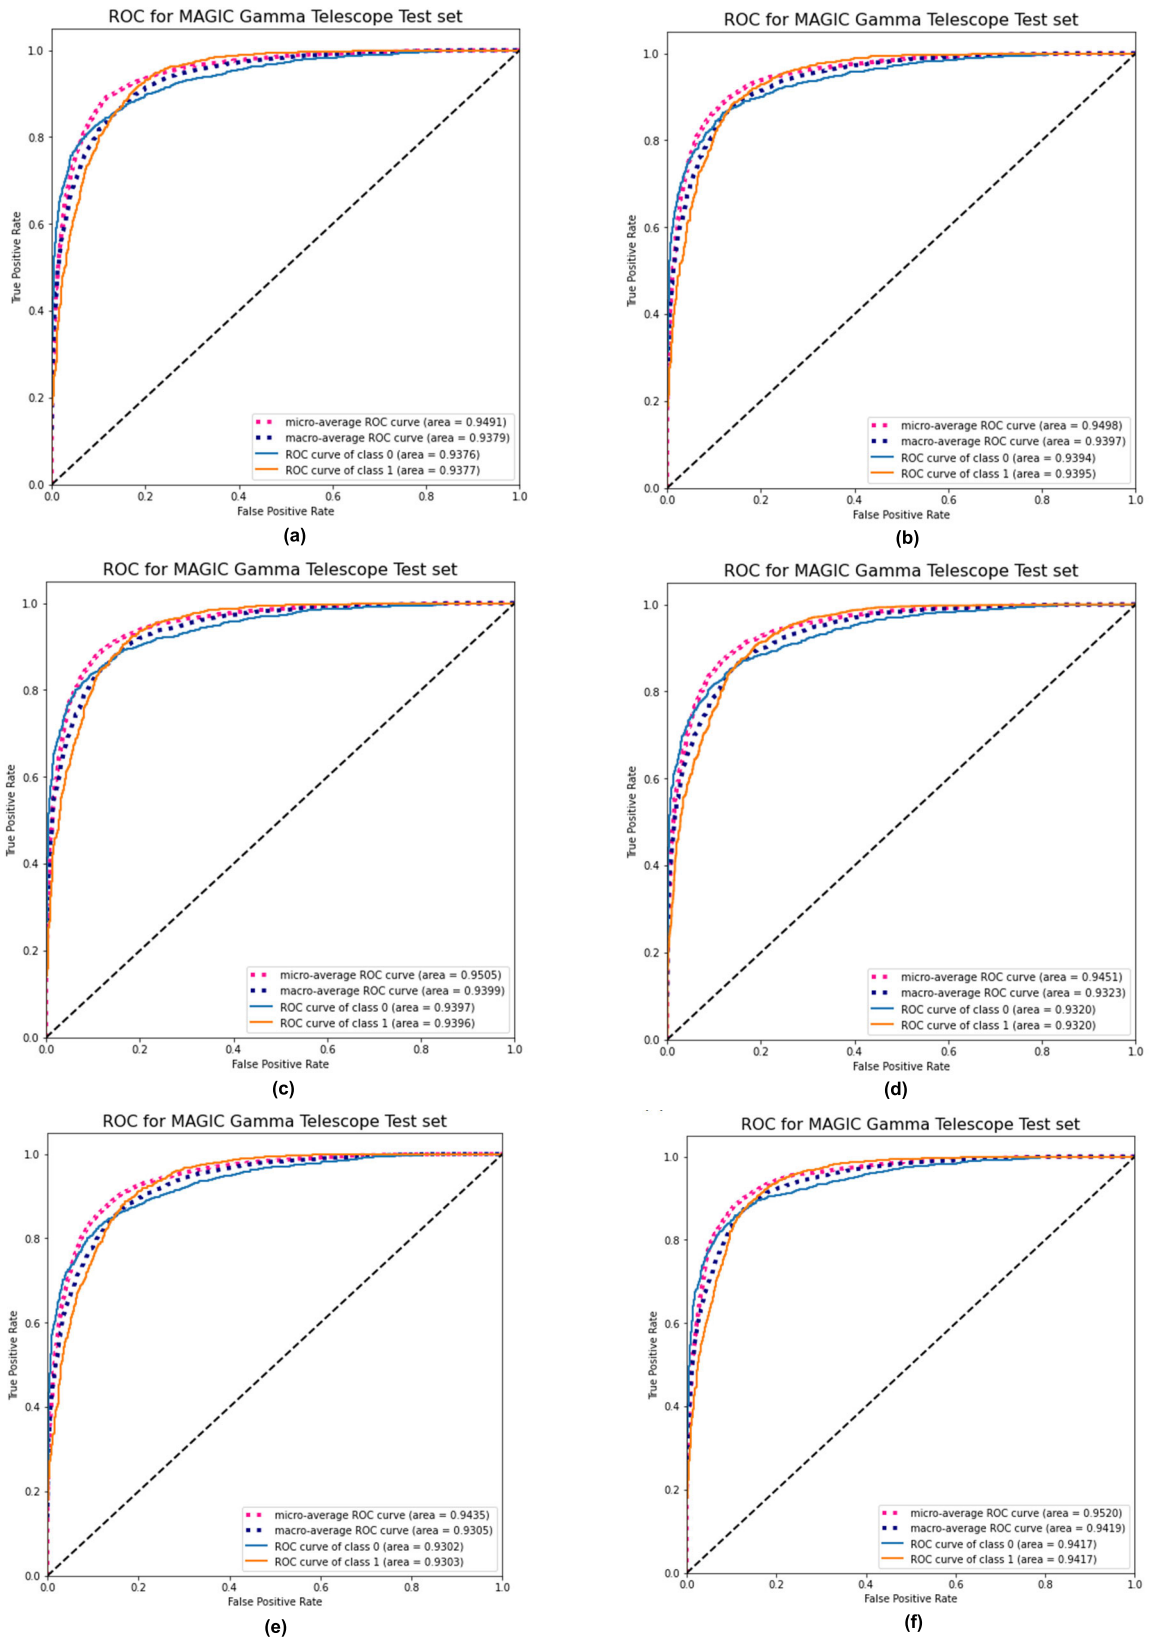 ROC for MAGIC Gamma Telescope Test set
1.0
0.8
0.6
0.4
0.2
0.0
True Positive Rate
micro-average ROC curve (area = 0.9491)
macro-average ROC curve (area = 0.9379)
ROC curve of class 0 (area = 0.9376)
ROC curve of class 1 (area = 0.9377)
0.0 0.2 0.4 0.6 0.8 1.0
False Positive Rate
(a)
ROC for MAGIC Gamma Telescope Test set
1.0
0.8
0.6
0.4
0.2
0.0
True Positive Rate
micro-average ROC curve (area = 0.9498)
macro-average ROC curve (area = 0.9397)
ROC curve of class 0 (area = 0.9394)
ROC curve of class 1 (area = 0.9395)
0.0 0.2 0.4 0.6 0.8 1.0
False Positive Rate
(b)
ROC for MAGIC Gamma Telescope Test set
1.0
0.8
0.6
0.4
0.2
0.0
True Positive Rate
micro-average ROC curve (area = 0.9505)
macro-average ROC curve (area = 0.9399)
ROC curve of class 0 (area = 0.9397)
ROC curve of class 1 (area = 0.9396)
0.0 0.2 0.4 0.6 0.8 1.0
False Positive Rate
(c)
ROC for MAGIC Gamma Telescope Test set
1.0
0.8
0.6
0.4
0.2
0.0
True Positive Rate
micro-average ROC curve (area = 0.9451)
macro-average ROC curve (area = 0.9323)
ROC curve of class 0 (area = 0.9320)
ROC curve of class 1 (area = 0.9320)
0.0 0.2 0.4 0.6 0.8 1.0
False Positive Rate
(d)
ROC for MAGIC Gamma Telescope Test set
1.0
0.8
0.6
0.4
0.2
0.0
True Positive Rate
micro-average ROC curve (area = 0.9435)
macro-average ROC curve (area = 0.9305)
ROC curve of class 0 (area = 0.9302)
ROC curve of class 1 (area = 0.9303)
0.0 0.2 0.4 0.6 0.8 1.0
False Positive Rate
(e)
ROC for MAGIC Gamma Telescope Test set
1.0
0.8
0.6
0.4
0.2
0.0
True Positive Rate
micro-average ROC curve (area = 0.9520)
macro-average ROC curve (area = 0.9419)
ROC curve of class 0 (area = 0.9417)
ROC curve of class 1 (area = 0.9417)
0.0 0.2 0.4 0.6 0.8 1.0
False Positive Rate
(f)